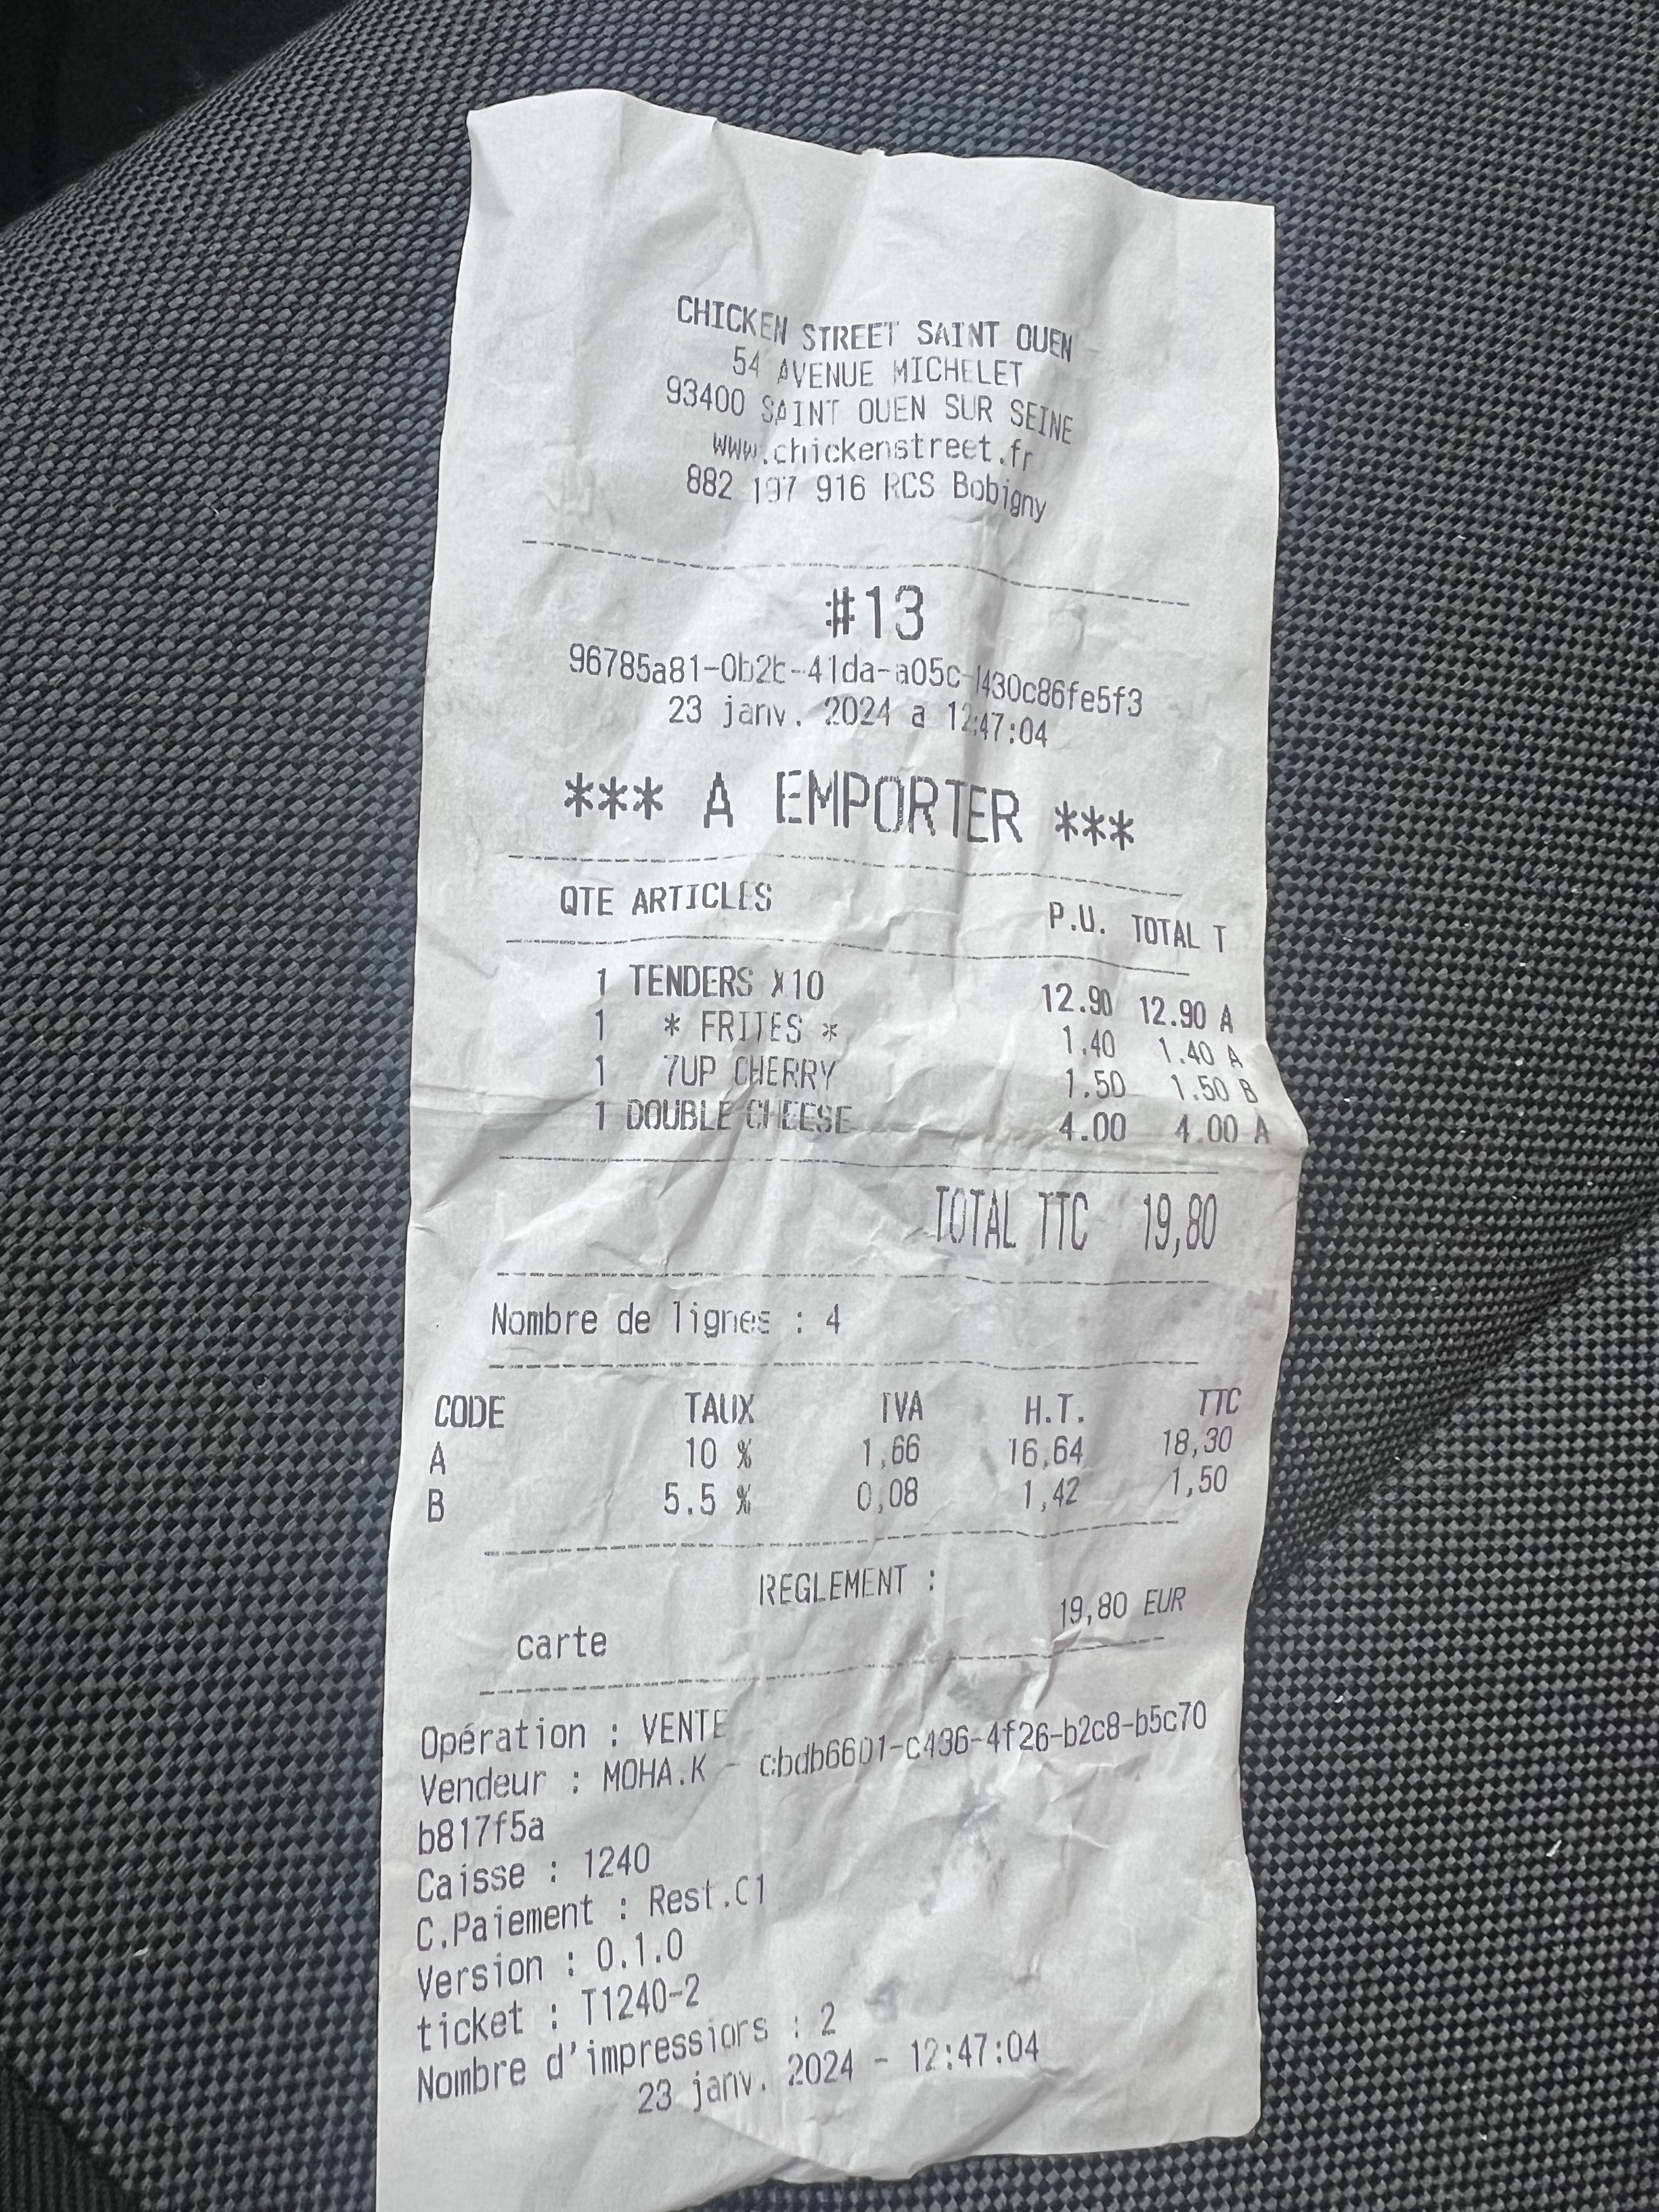 CHICKEN STREET SAINT OUEN
54 AVENUE MICHELET
93400 SAINT OUEN SUR SEINE
www.chickenstreet.fr
882 197 916 RCS Bobigny
#13
23 janv. 2024 a 12:47:04
*** A EMPORTER ***
QTE ARTICLES P.U. TOTAL T
1 TENDERS X10 12.90 12.90 A
1 * FRITES * 1.40 1.40 A
1 7UP CHERRY 1.50 1.50 B
1 DOUBLE CHEESE 4.00 4.00 A
TOTAL TTC 19,80
Nombre de lignes : 4
CODE TAUX TVA H.T. TTC
A 10 % 1,66 16,64 18,30
B 5.5 % 0,08 1,42 1,50
REGLEMENT :
carte 19,80 EUR
Opération : VENTE
Vendeur : MOHA.K - cbdb6601-c436-4f26-b2c8-b5c70
b817f5a
Caisse : 1240
C.Paiement : Rest.C1
Version : 0.1.0
ticket : T1240-2
Nombre d'impressions : 2
23 janv. 2024 - 12:47:04